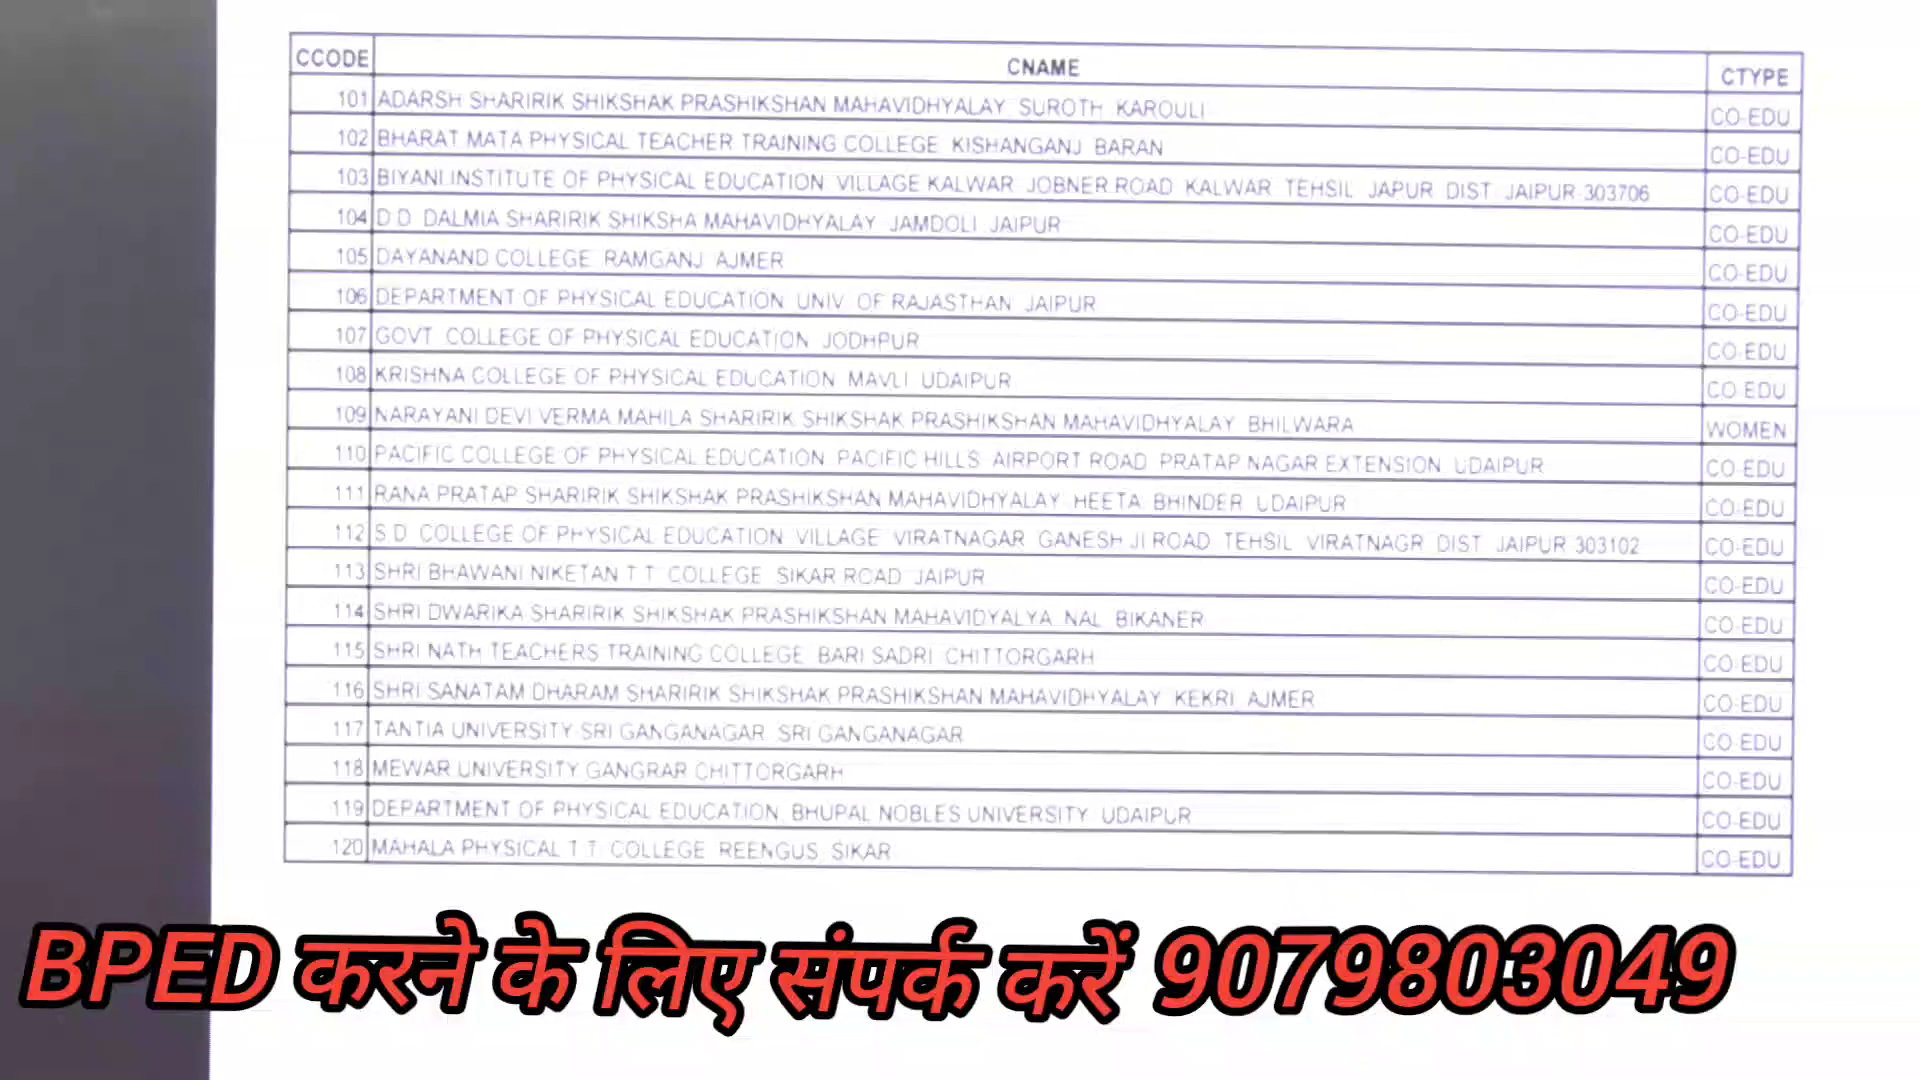 CCODE CNAME CTYPE
101 ADARSH SHARIRIK SHIKSHAK PRASHIKSHAN MAHAVIDHYALAY SUROTH KAROULI CO-EDU
102 BHARAT MATA PHYSICAL TEACHER TRAINING COLLEGE KISHANGANJ BARAN CO-EDU
103 BIYANI INSTITUTE OF PHYSICAL EDUCATION VILLAGE KALWAR JOBNER ROAD KALWAR TEHSIL JAPUR DIST JAIPUR 303706 CO-EDU
104 D D DALMIA SHARIRIK SHIKSHA MAHAVIDHYALAY JAMDOLI JAIPUR CO-EDU
105 DAYANAND COLLEGE RAMGANJ AJMER CO-EDU
106 DEPARTMENT OF PHYSICAL EDUCATION UNIV OF RAJASTHAN JAIPUR CO-EDU
107 GOVT COLLEGE OF PHYSICAL EDUCATION JODHPUR CO-EDU
108 KRISHNA COLLEGE OF PHYSICAL EDUCATION MAVLI UDAIPUR CO-EDU
109 NARAYANI DEVI VERMA MAHILA SHARIRIK SHIKSHAK PRASHIKSHAN MAHAVIDHYALAY BHILWARA WOMEN
110 PACIFIC COLLEGE OF PHYSICAL EDUCATION PACIFIC HILLS AIRPORT ROAD PRATAP NAGAR EXTENSION UDAIPUR CO-EDU
111 RANA PRATAP SHARIRIK SHIKSHAK PRASHIKSHAN MAHAVIDHYALAY HEETA BHINDER UDAIPUR CO-EDU
112 S D COLLEGE OF PHYSICAL EDUCATION VILLAGE VIRATNAGAR GANESH JI ROAD TEHSIL VIRATNAGR DIST JAIPUR 303102 CO-EDU
113 SHRI BHAWANI NIKETAN T T COLLEGE SIKAR ROAD JAIPUR CO-EDU
114 SHRI DWARIKA SHARIRIK SHIKSHAK PRASHIKSHAN MAHAVIDYALYA NAL BIKANER CO-EDU
115 SHRI NATH TEACHERS TRAINING COLLEGE BARI SADRI CHITTORGARH CO-EDU
116 SHRI SANATAM DHARAM SHARIRIK SHIKSHAK PRASHIKSHAN MAHAVIDHYALAY KEKRI AJMER CO-EDU
117 TANTIA UNIVERSITY SRI GANGANAGAR SRI GANGANAGAR CO-EDU
118 MEWAR UNIVERSITY GANGRAR CHITTORGARH CO-EDU
119 DEPARTMENT OF PHYSICAL EDUCATION BHUPAL NOBLES UNIVERSITY UDAIPUR CO-EDU
120 MAHALA PHYSICAL T T COLLEGE REENGUS SIKAR CO-EDU
BPED करने के लिए संपर्क करें 9079803049